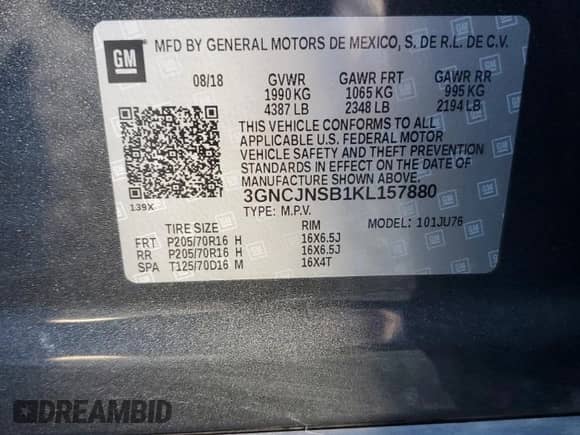 GM
MFD BY GENERAL MOTORS DE MEXICO, S. DE R.L. DE C.V.
08/18 GVWR GAWR FRT GAWR RR
1990 KG 1065 KG 995 KG
4387 LB 2348 LB 2194 LB
THIS VEHICLE CONFORMS TO ALL
APPLICABLE U.S. FEDERAL MOTOR
VEHICLE SAFETY AND THEFT PREVENTION
STANDARDS IN EFFECT ON THE DATE OF
MANUFACTURE SHOWN ABOVE.
139X
3GNCJNSB1KL157880
TYPE: M.P.V.
MODEL: 101JU76
TIRE SIZE RIM
FRT P205/70R16 H 16X6.5J
RR P205/70R16 H 16X6.5J
SPA T125/70D16 M 16X4T
DREAMBID